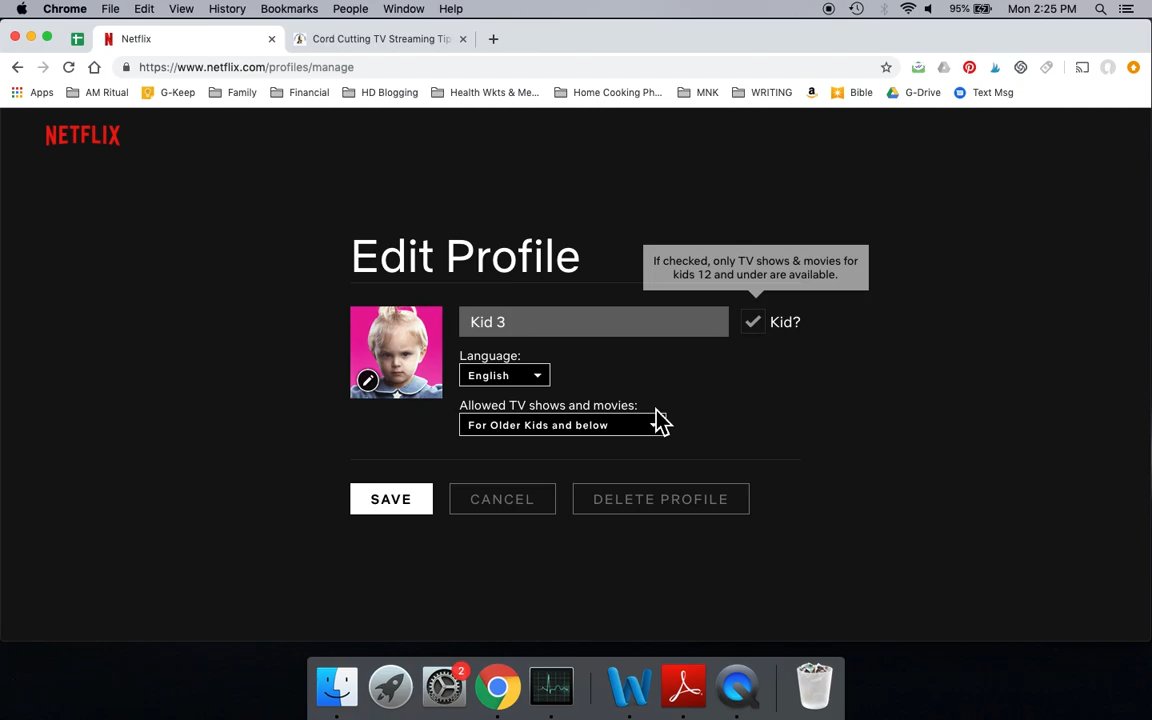 Chrome File Edit View History Bookmarks People Window Help 95% Mon 2:25 PM
Netflix Cord Cutting TV Streaming Tip
https://www.netflix.com/profiles/manage
Apps AM Ritual G-Keep Family Financial HD Blogging Health Wkts & Me... Home Cooking Ph... MNK WRITING Bible G-Drive Text Msg
NETFLIX
Edit Profile
If checked, only TV shows & movies for
kids 12 and under are available.
Kid 3 Kid?
Language:
English
Allowed TV shows and movies:
For Older Kids and below
SAVE CANCEL DELETE PROFILE
2